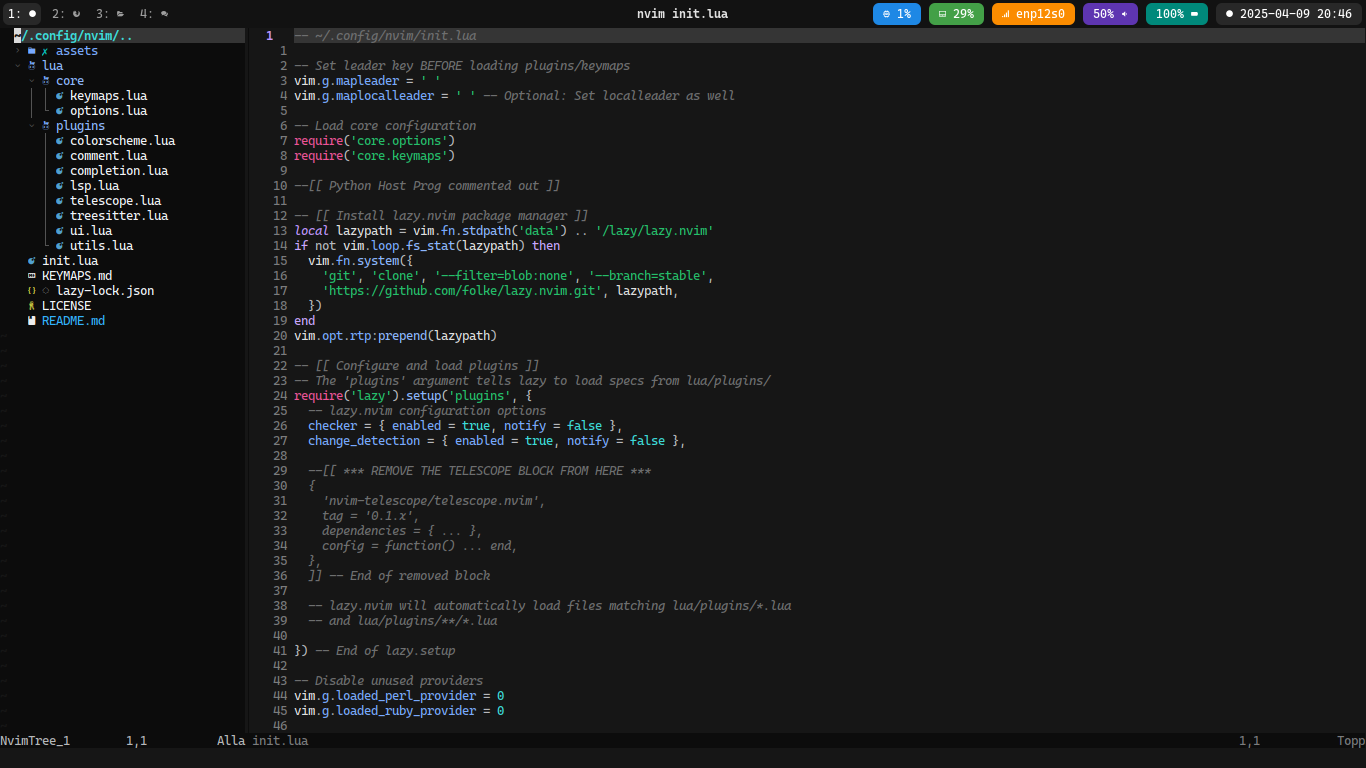 1: 2: 3: 4: nvim init.lua 1% 29% enp12s0 50% 100% 2025-04-09 20:46
~/.config/nvim/..
assets
lua
core
keymaps.lua
options.lua
plugins
colorscheme.lua
comment.lua
completion.lua
lsp.lua
telescope.lua
treesitter.lua
ui.lua
utils.lua
init.lua
KEYMAPS.md
lazy-lock.json
LICENSE
README.md
1 -- ~/.config/nvim/init.lua
1
2 -- Set leader key BEFORE loading plugins/keymaps
3 vim.g.mapleader = ' '
4 vim.g.maplocalleader = ' ' -- Optional: Set localleader as well
5
6 -- Load core configuration
7 require('core.options')
8 require('core.keymaps')
9
10 --[[ Python Host Prog commented out ]]
11
12 -- [[ Install lazy.nvim package manager ]]
13 local lazypath = vim.fn.stdpath('data') .. '/lazy/lazy.nvim'
14 if not vim.loop.fs_stat(lazypath) then
15   vim.fn.system({
16     'git', 'clone', '--filter=blob:none', '--branch=stable',
17     'https://github.com/folke/lazy.nvim.git', lazypath,
18   })
19 end
20 vim.opt.rtp:prepend(lazypath)
21
22 -- [[ Configure and load plugins ]]
23 -- The 'plugins' argument tells lazy to load specs from lua/plugins/
24 require('lazy').setup('plugins', {
25   -- lazy.nvim configuration options
26   checker = { enabled = true, notify = false },
27   change_detection = { enabled = true, notify = false },
28
29   --[[ *** REMOVE THE TELESCOPE BLOCK FROM HERE ***
30   {
31     'nvim-telescope/telescope.nvim',
32     tag = '0.1.x',
33     dependencies = { ... },
34     config = function() ... end,
35   },
36   ]] -- End of removed block
37
38   -- lazy.nvim will automatically load files matching lua/plugins/*.lua
39   -- and lua/plugins/**/*.lua
40
41 }) -- End of lazy.setup
42
43 -- Disable unused providers
44 vim.g.loaded_perl_provider = 0
45 vim.g.loaded_ruby_provider = 0
46
NvimTree_1 1,1 Alla init.lua 1,1 Topp